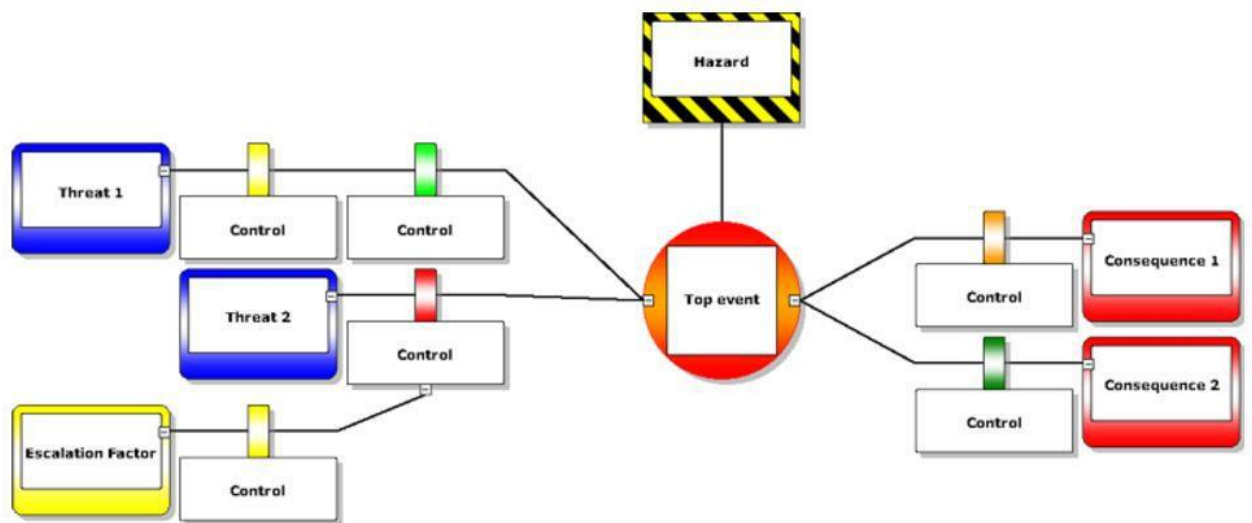 Hazard
Threat 1
Control
Control
Threat 2
Control
Escalation Factor
Control
Top event
Control
Consequence 1
Control
Consequence 2